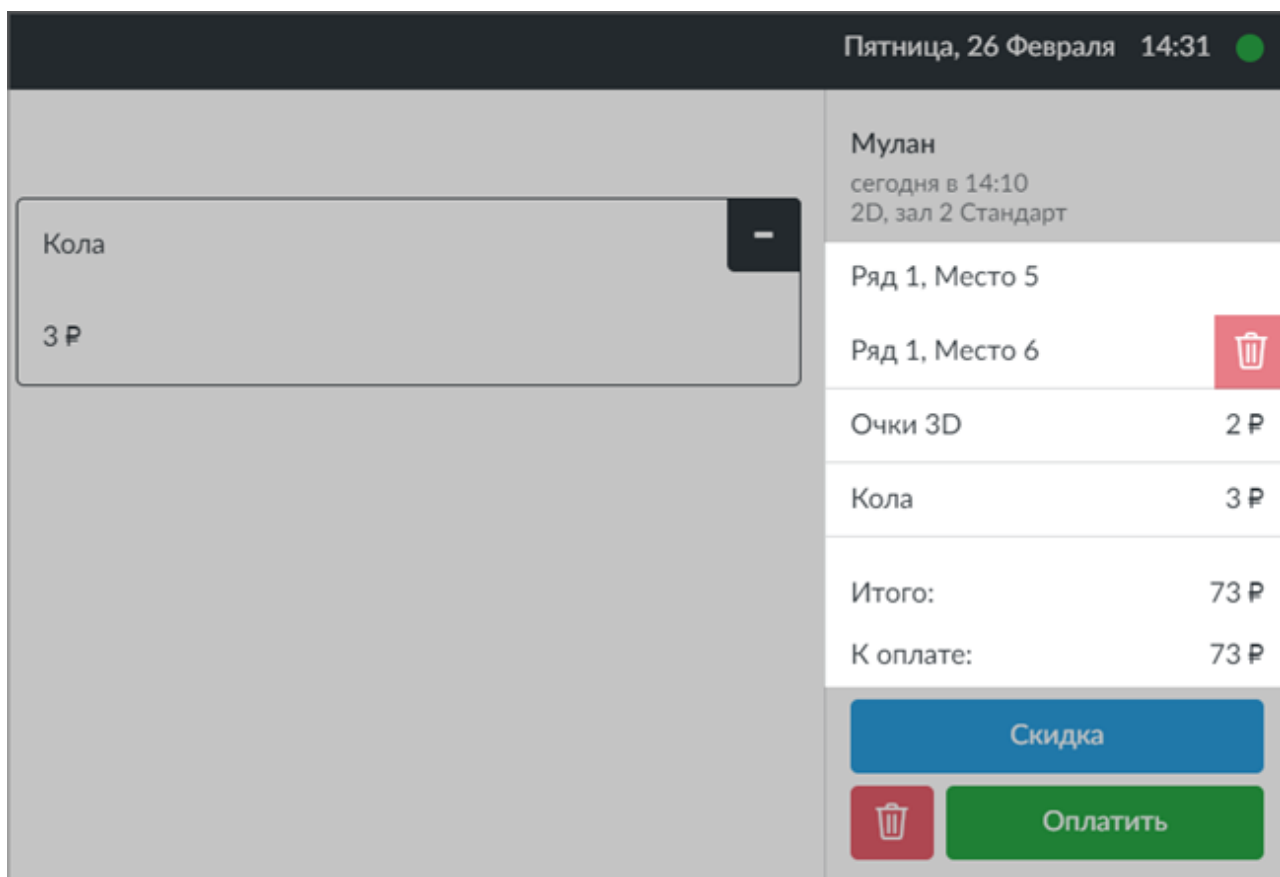 Пятница, 26 Февраля 14:31
Кола
3 ₽
Мулан
сегодня в 14:10
2D, зал 2 Стандарт
Ряд 1, Место 5
Ряд 1, Место 6
Очки 3D 2 ₽
Кола 3 ₽
Итого: 73 ₽
К оплате: 73 ₽
Скидка
Оплатить